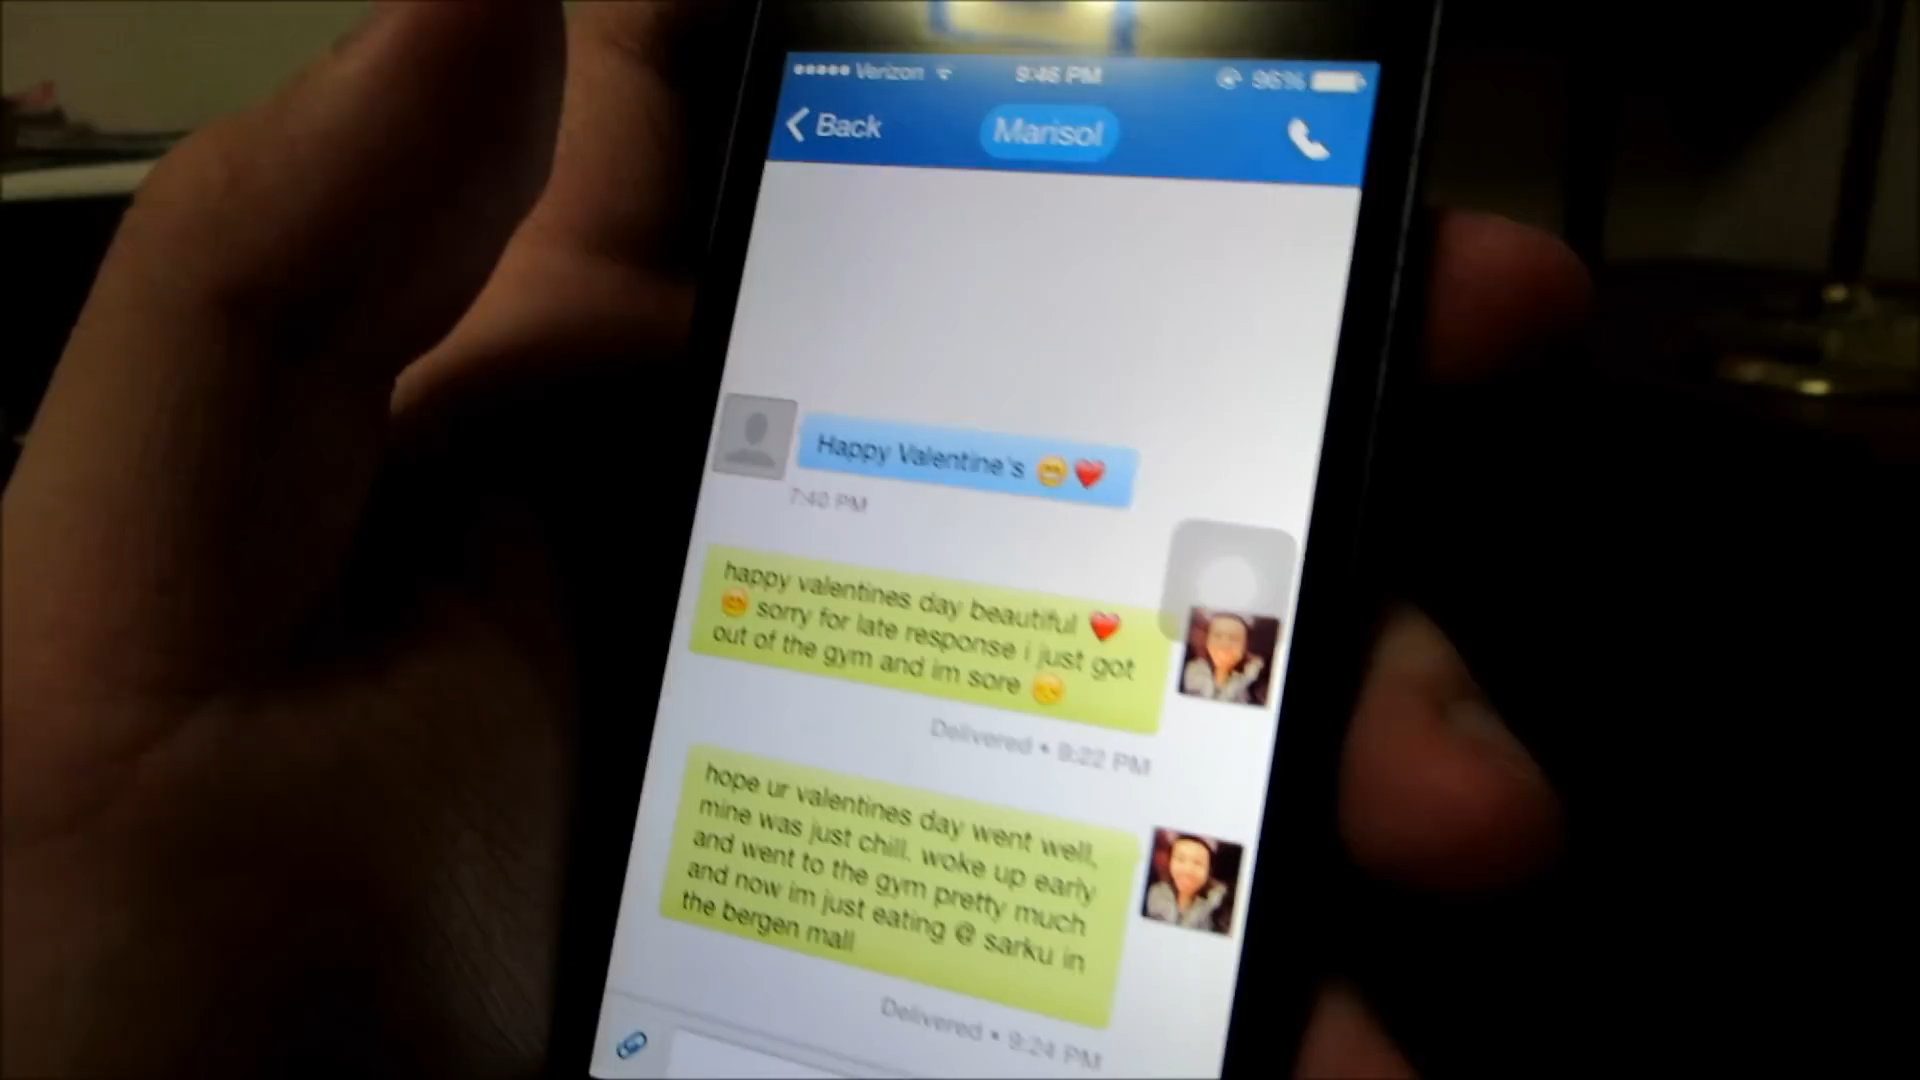 Verizon 9:46 PM 96%
Back Marisol
Happy Valentine's 😁❤️
7:40 PM
happy valentines day beautiful ❤️
😊 sorry for late response i just got
out of the gym and im sore 😣
Delivered • 9:22 PM
hope ur valentines day went well,
mine was just chill. woke up early
and went to the gym pretty much
and now im just eating @ sarku in
the bergen mall
Delivered • 9:24 PM